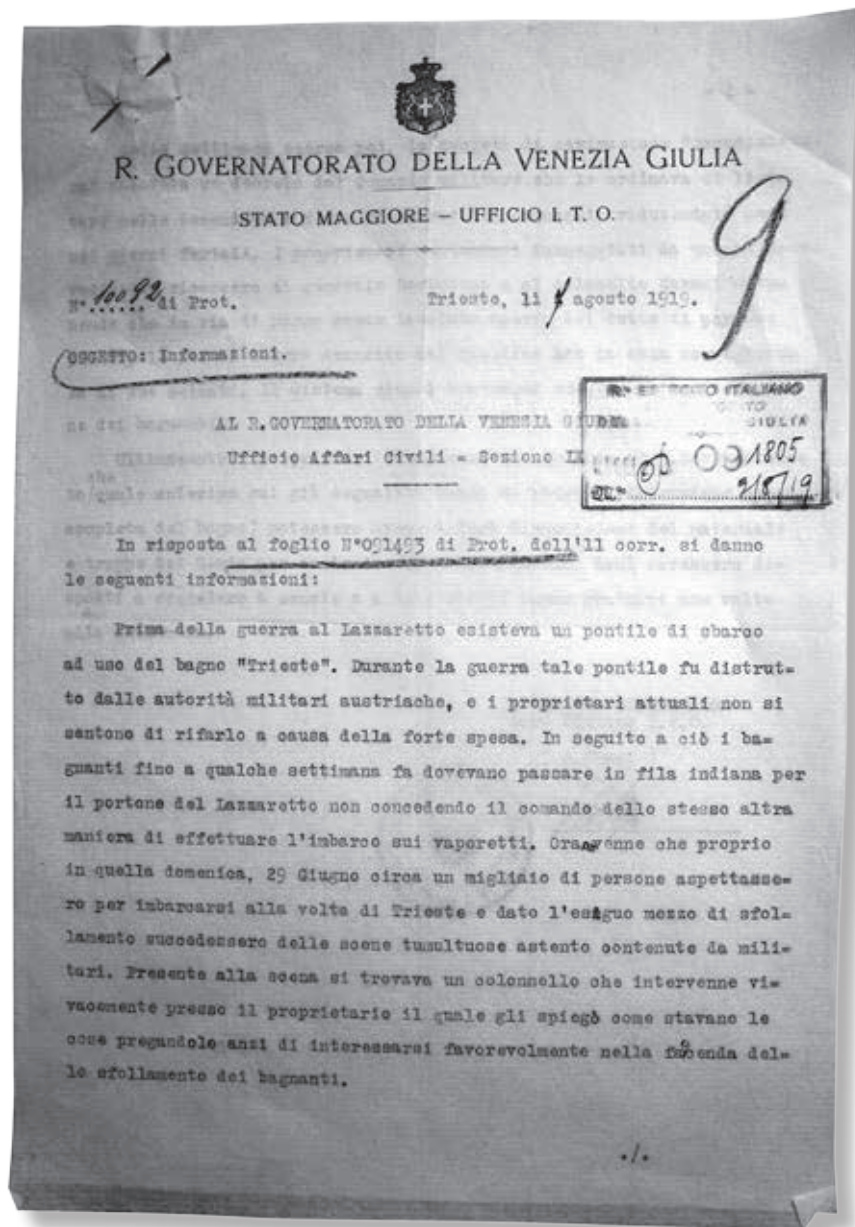 R. GOVERNATORATO DELLA VENEZIA GIULIA
STATO MAGGIORE - UFFICIO I. T. O.
9
N° 10092 di Prot. Trieste, li agosto 1919.
OGGETTO: Informazioni.
R. ESERCITO ITALIANO
GIULIA
001805
9/8/19
AL R.GOVERNATORATO DELLA VENEZIA
Ufficio Affari Civili - Sezione IX
In risposta al foglio N°091493 di Prot. dell'11 corr. si danno
le seguenti informazioni:
Prima della guerra al Lazzaretto esisteva un pontile di sbarco
ad uso del bagno "Trieste". Durante la guerra tale pontile fu distrut=
to dalle autorità militari austriache, e i proprietari attuali non si
sentono di rifarlo a causa della forte spesa. In seguito a ciò i ba=
gnanti fino a qualche settimana fa dovevano passare in fila indiana per
il portone del Lazzaretto non concedendo il comando dello stesso altra
maniera di effettuare l'imbarco sui vaporetti. Ora avvenne che proprio
in quella domenica, 29 Giugno circa un migliaio di persone aspettasse=
ro per imbarcarsi alla volta di Trieste e dato l'esiguo mezzo di sfol=
lamento succedessero delle scene tumultuose astento contenute da mili=
tari. Presente alla scena si trovava un colonnello che intervenne vi=
vacemente presso il proprietario il quale gli spiegò come stavano le
cose pregandolo anzi di interessarsi favorevolmente nella faccenda del=
lo sfollamento dei bagnanti.
./.